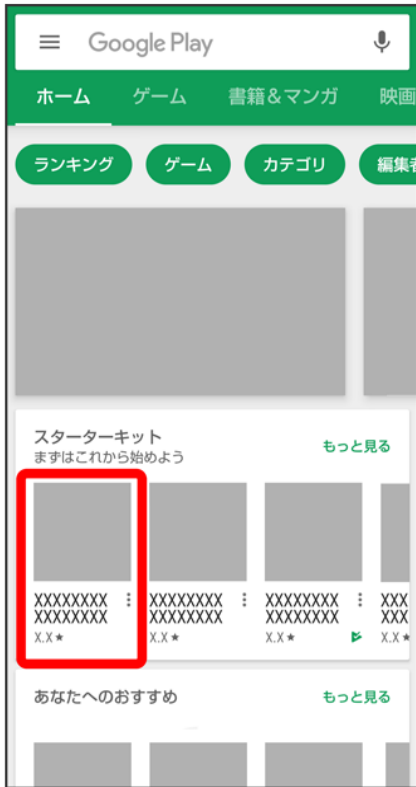 Google Play
ホーム ゲーム 書籍&マンガ 映画
ランキング ゲーム カテゴリ 編集者
スターターキット
まずはこれから始めよう
もっと見る
XXXXXXXX XXXXXXXX XXXXXXXX XXX
XXXXXXXX XXXXXXXX XXXXXXXX XXX
X.X★ X.X★ X.X★ X.X★
あなたへのおすすめ もっと見る